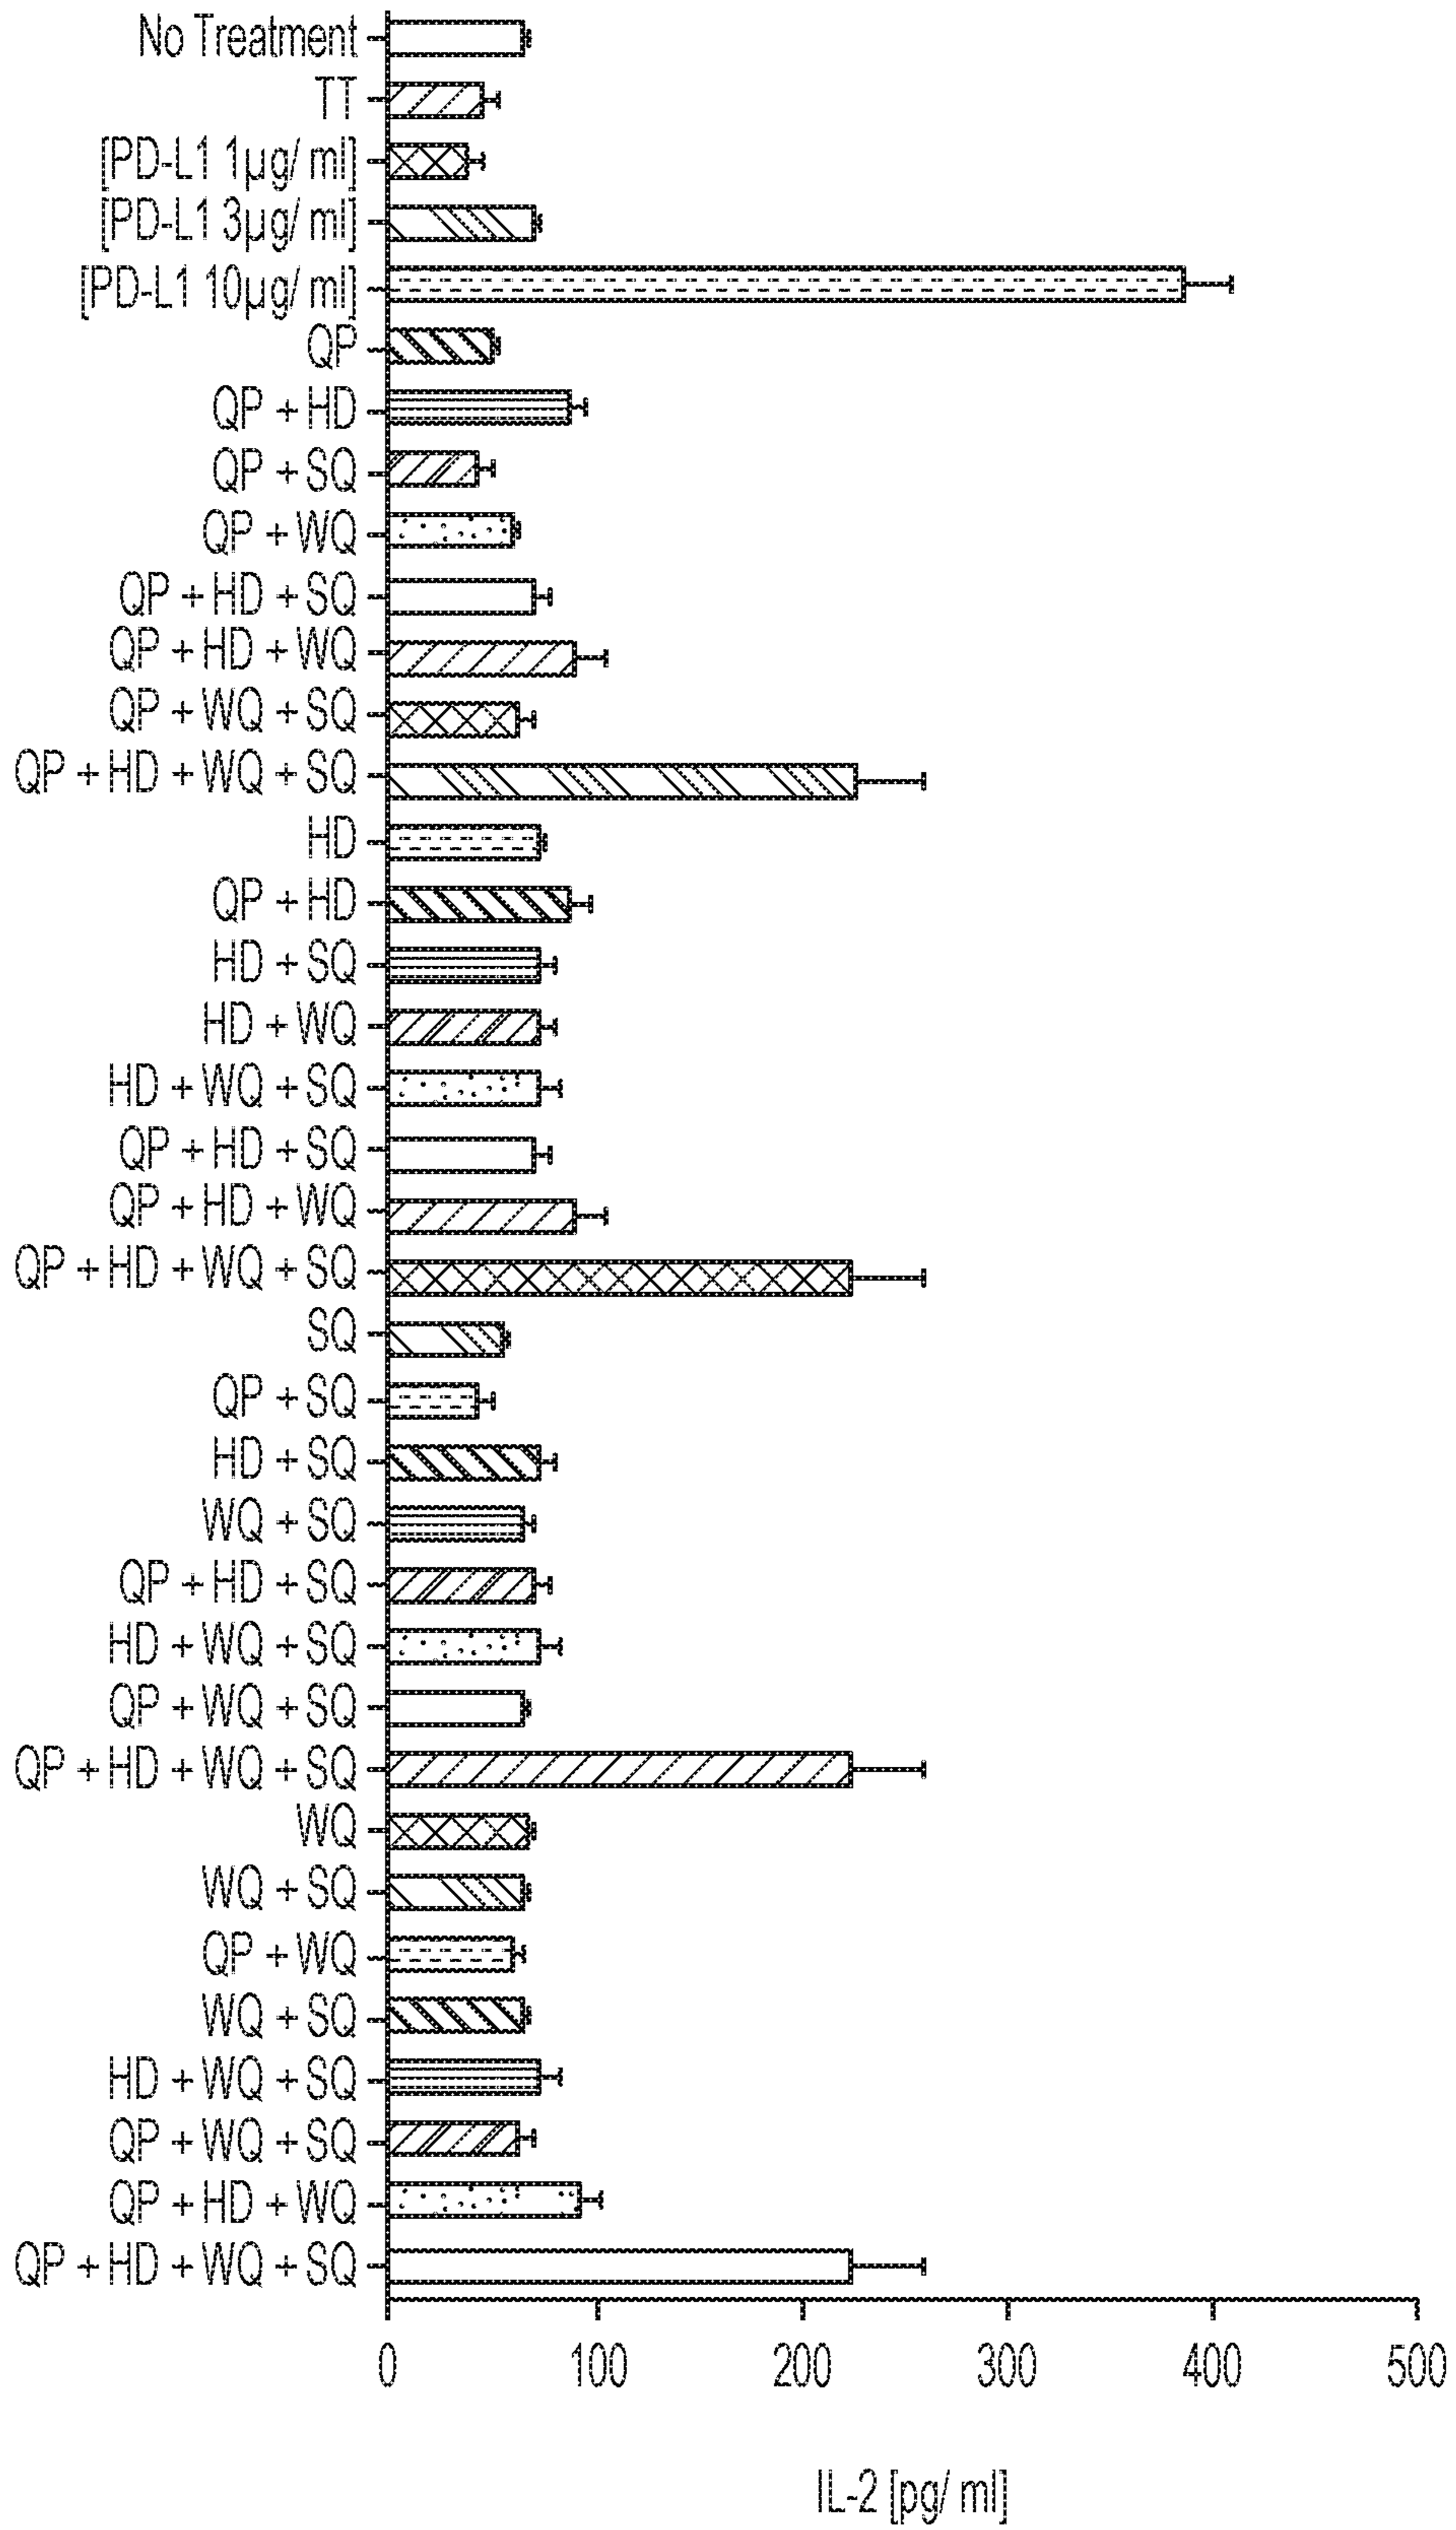 No Treatment
TT
[PD-L1 1µg/ ml]
[PD-L1 3µg/ ml]
[PD-L1 10µg/ ml]
QP
QP + HD
QP + SQ
QP + WQ
QP + HD + SQ
QP + HD + WQ
QP + WQ + SQ
QP + HD + WQ + SQ
HD
QP + HD
HD + SQ
HD + WQ
HD + WQ + SQ
QP + HD + SQ
QP + HD + WQ
QP + HD + WQ + SQ
SQ
QP + SQ
HD + SQ
WQ + SQ
QP + HD + SQ
HD + WQ + SQ
QP + WQ + SQ
QP + HD + WQ + SQ
WQ
WQ + SQ
QP + WQ
WQ + SQ
HD + WQ + SQ
QP + WQ + SQ
QP + HD + WQ
QP + HD + WQ + SQ
0 100 200 300 400 500
IL-2 [pg/ ml]